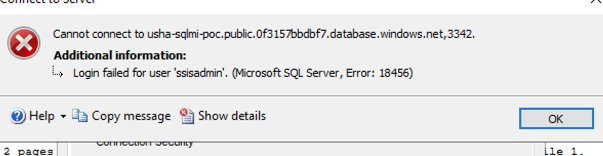 Connect to Server
Cannot connect to usha-sqlmi-poc.public.0f3157bbdbf7.database.windows.net,3342.
Additional information:
Login failed for user 'ssisadmin'. (Microsoft SQL Server, Error: 18456)
Help Copy message Show details OK
Connection Security
2 pages ile 1.